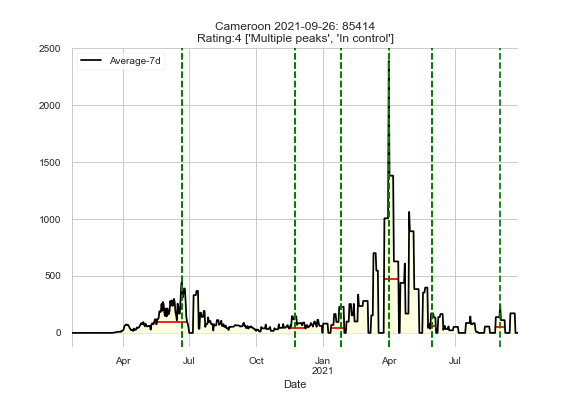 Cameroon 2021-09-26: 85414
Rating:4 ['Multiple peaks', 'In control']
Average-7d
2500
2000
1500
1000
500
0
Apr Jul Oct Jan Apr Jul
2021
Date